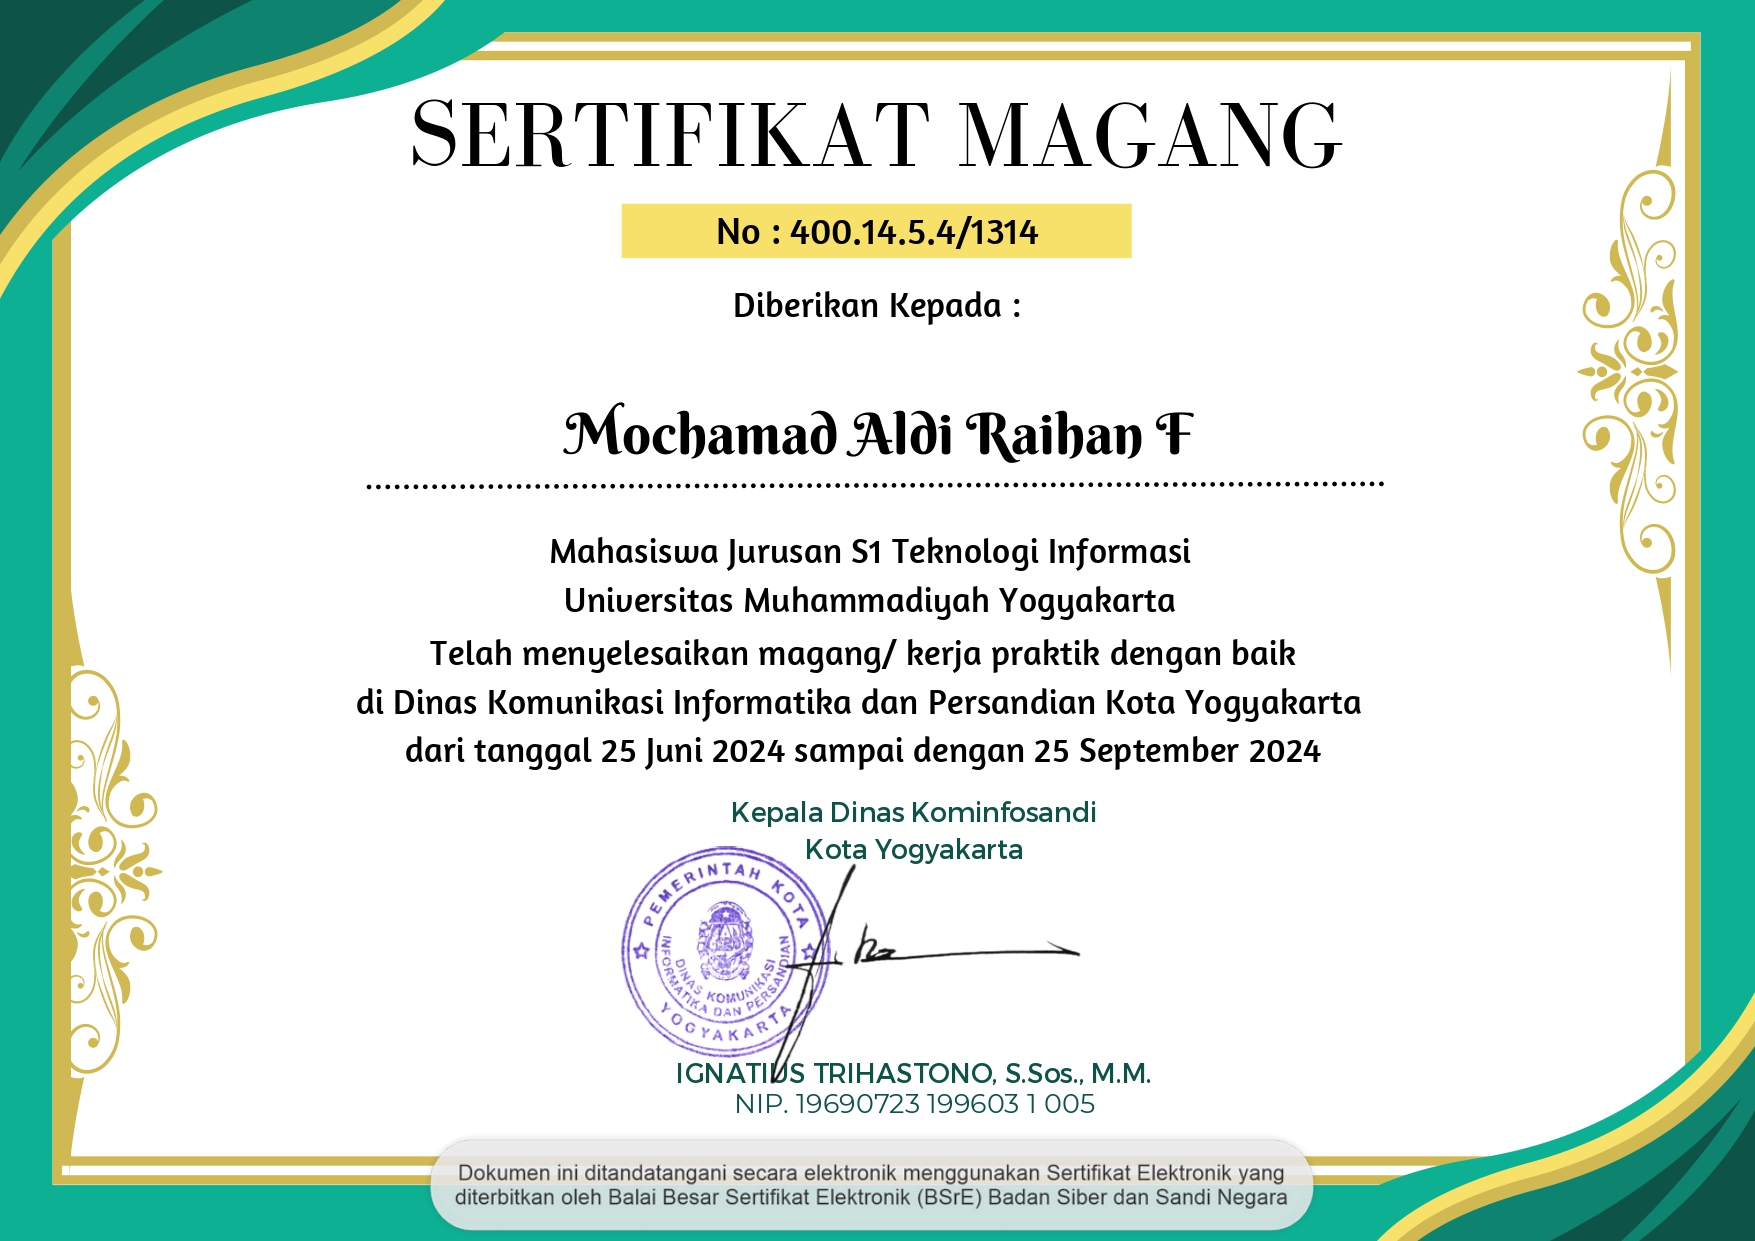 SERTIFIKAT MAGANG
No : 400.14.5.4/1314
Diberikan Kepada :
Mochamad Aldi Raihan F
Mahasiswa Jurusan S1 Teknologi Informasi
Universitas Muhammadiyah Yogyakarta
Telah menyelesaikan magang/ kerja praktik dengan baik
di Dinas Komunikasi Informatika dan Persandian Kota Yogyakarta
dari tanggal 25 Juni 2024 sampai dengan 25 September 2024
Kepala Dinas Kominfosandi
Kota Yogyakarta
PEMERINTAH KOTA
YOGYAKARTA
DINAS KOMUNIKASI
INFORMATIKA DAN PERSANDIAN
IGNATIUS TRIHASTONO, S.Sos., M.M.
NIP. 19690723 199603 1 005
Dokumen ini ditandatangani secara elektronik menggunakan Sertifikat Elektronik yang
diterbitkan oleh Balai Besar Sertifikat Elektronik (BSrE) Badan Siber dan Sandi Negara